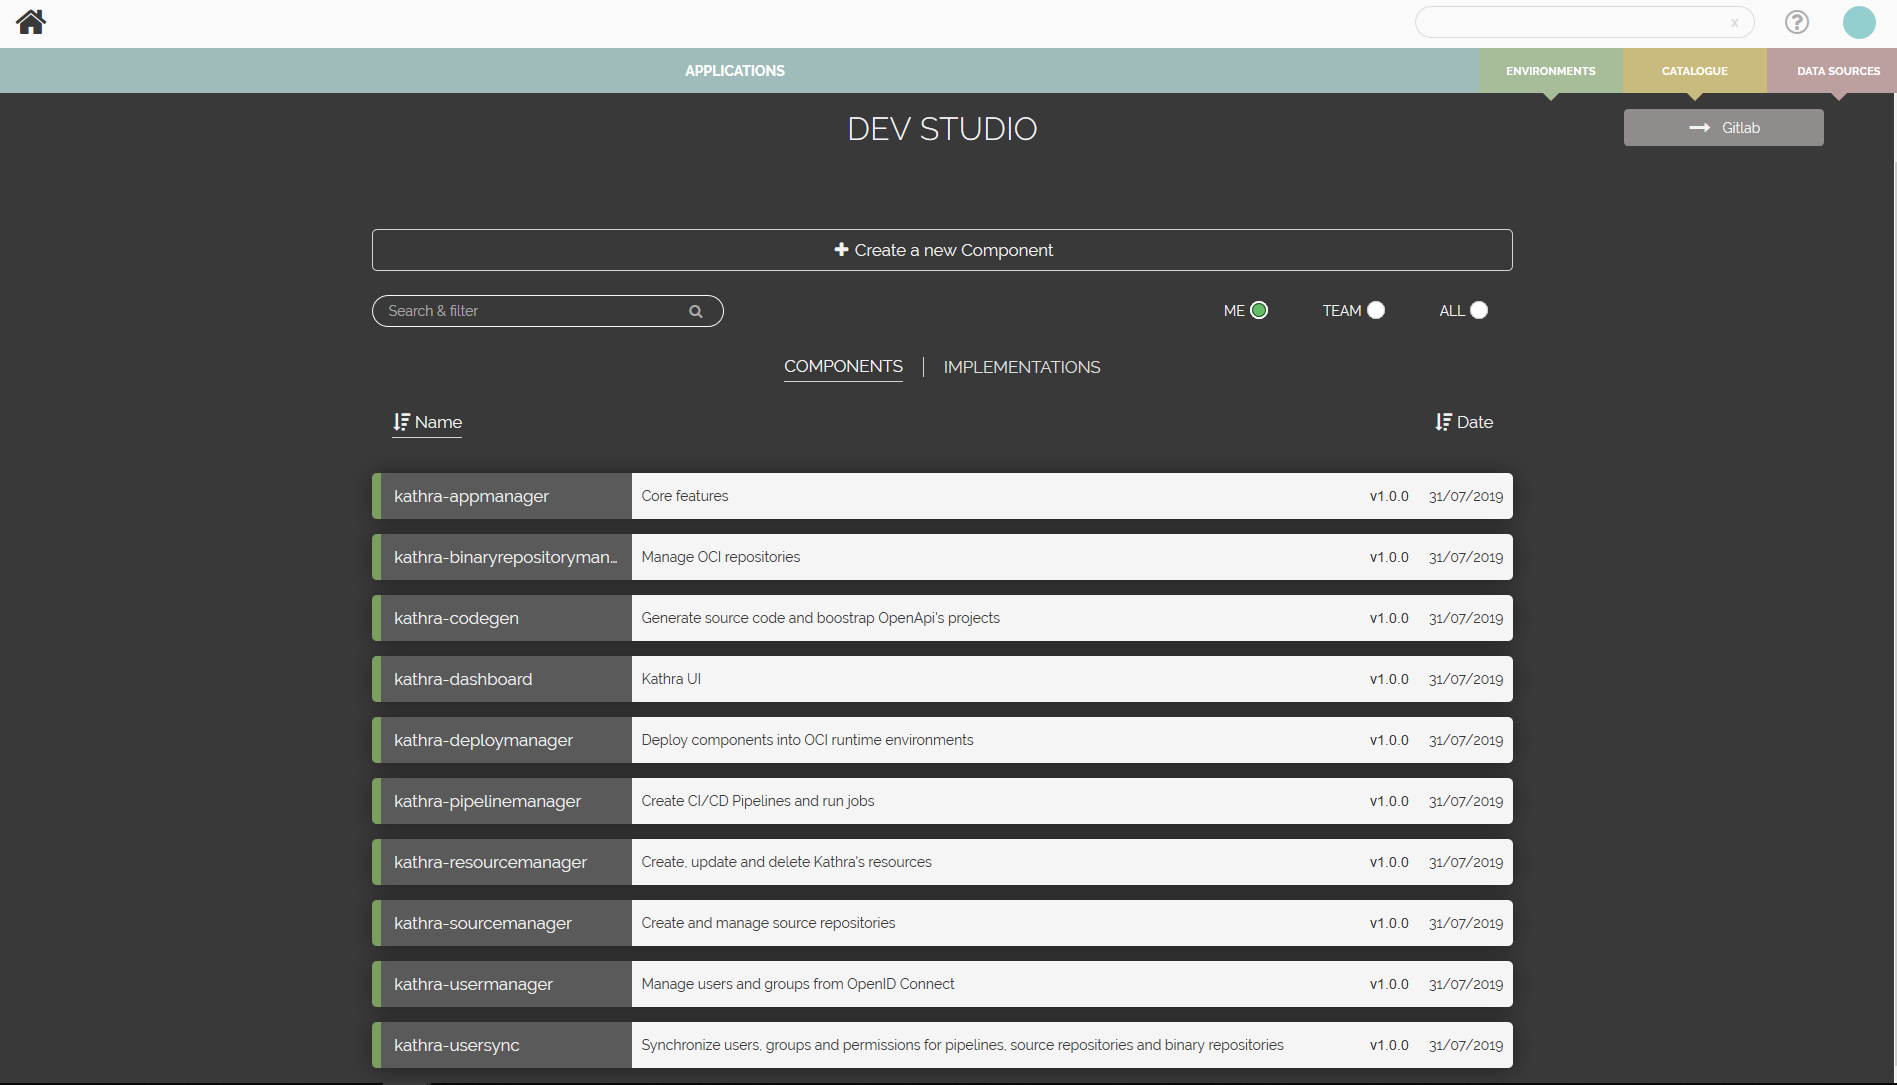 x
?
APPLICATIONS
ENVIRONMENTS
CATALOGUE
DATA SOURCES
DEV STUDIO
Gitlab
Create a new Component
Search & filter
ME
TEAM
ALL
COMPONENTS
IMPLEMENTATIONS
Name
Date
kathra-appmanager Core features v1.0.0 31/07/2019
kathra-binaryrepositoryman... Manage OCI repositories v1.0.0 31/07/2019
kathra-codegen Generate source code and boostrap OpenApi's projects v1.0.0 31/07/2019
kathra-dashboard Kathra UI v1.0.0 31/07/2019
kathra-deploymanager Deploy components into OCI runtime environments v1.0.0 31/07/2019
kathra-pipelinemanager Create CI/CD Pipelines and run jobs v1.0.0 31/07/2019
kathra-resourcemanager Create, update and delete Kathra's resources v1.0.0 31/07/2019
kathra-sourcemanager Create and manage source repositories v1.0.0 31/07/2019
kathra-usermanager Manage users and groups from OpenID Connect v1.0.0 31/07/2019
kathra-usersync Synchronize users, groups and permissions for pipelines, source repositories and binary repositories v1.0.0 31/07/2019